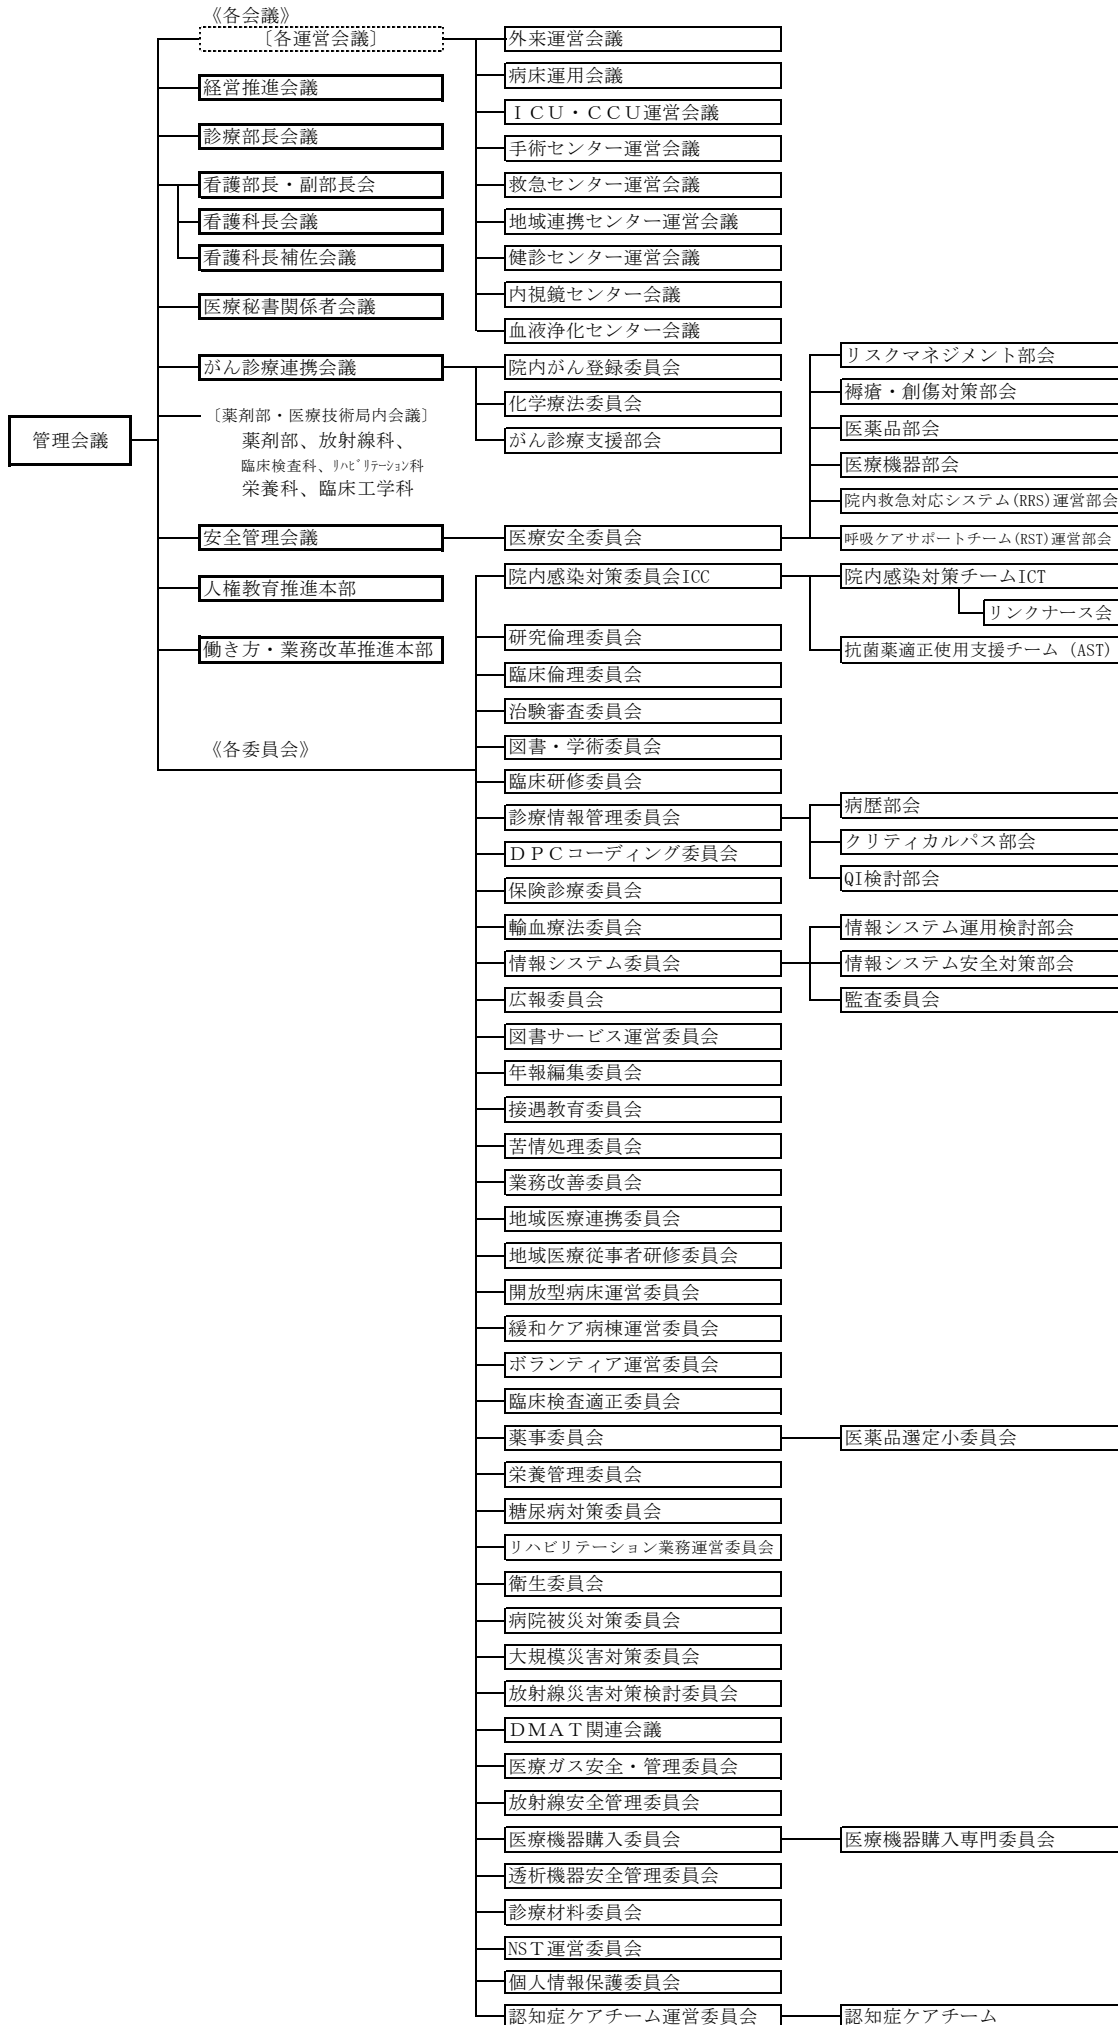 《各会議》
〔各運営会議〕
経営推進会議
診療部長会議
看護部長・副部長会
看護科長会議
看護科長補佐会議
医療秘書関係者会議
がん診療連携会議
〔薬剤部・医療技術局内会議〕
薬剤部、放射線科、
臨床検査科、ﾘﾊﾋﾞﾘﾃｰｼｮﾝ科
栄養科、臨床工学科
管理会議
安全管理会議
人権教育推進本部
働き方・業務改革推進本部
《各委員会》
外来運営会議
病床運用会議
ＩＣＵ・ＣＣＵ運営会議
手術センター運営会議
救急センター運営会議
地域連携センター運営会議
健診センター運営会議
内視鏡センター会議
血液浄化センター会議
院内がん登録委員会
化学療法委員会
がん診療支援部会
医療安全委員会
院内感染対策委員会ICC
研究倫理委員会
臨床倫理委員会
治験審査委員会
図書・学術委員会
臨床研修委員会
診療情報管理委員会
ＤＰＣコーディング委員会
保険診療委員会
輸血療法委員会
情報システム委員会
広報委員会
図書サービス運営委員会
年報編集委員会
接遇教育委員会
苦情処理委員会
業務改善委員会
地域医療連携委員会
地域医療従事者研修委員会
開放型病床運営委員会
緩和ケア病棟運営委員会
ボランティア運営委員会
臨床検査適正委員会
薬事委員会
栄養管理委員会
糖尿病対策委員会
リハビリテーション業務運営委員会
衛生委員会
病院被災対策委員会
大規模災害対策委員会
放射線災害対策検討委員会
ＤＭＡＴ関連会議
医療ガス安全・管理委員会
放射線安全管理委員会
医療機器購入委員会
透析機器安全管理委員会
診療材料委員会
NSＴ運営委員会
個人情報保護委員会
認知症ケアチーム運営委員会
リスクマネジメント部会
褥瘡・創傷対策部会
医薬品部会
医療機器部会
院内救急対応システム(RRS)運営部会
呼吸ケアサポートチーム(RST)運営部会
院内感染対策チームICT
リンクナース会
抗菌薬適正使用支援チーム（AST）
病歴部会
クリティカルパス部会
QI検討部会
情報システム運用検討部会
情報システム安全対策部会
監査委員会
医薬品選定小委員会
医療機器購入専門委員会
認知症ケアチーム